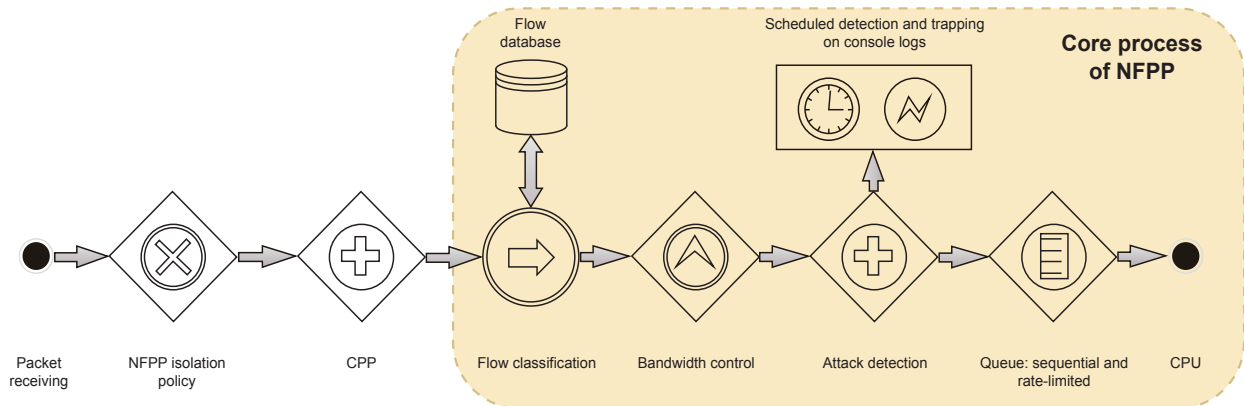 Flow
database
Scheduled detection and trapping
on console logs
Core process
of NFPP
Packet
receiving
NFPP isolation
policy
CPP
Flow classification
Bandwidth control
Attack detection
Queue: sequential and
rate-limited
CPU